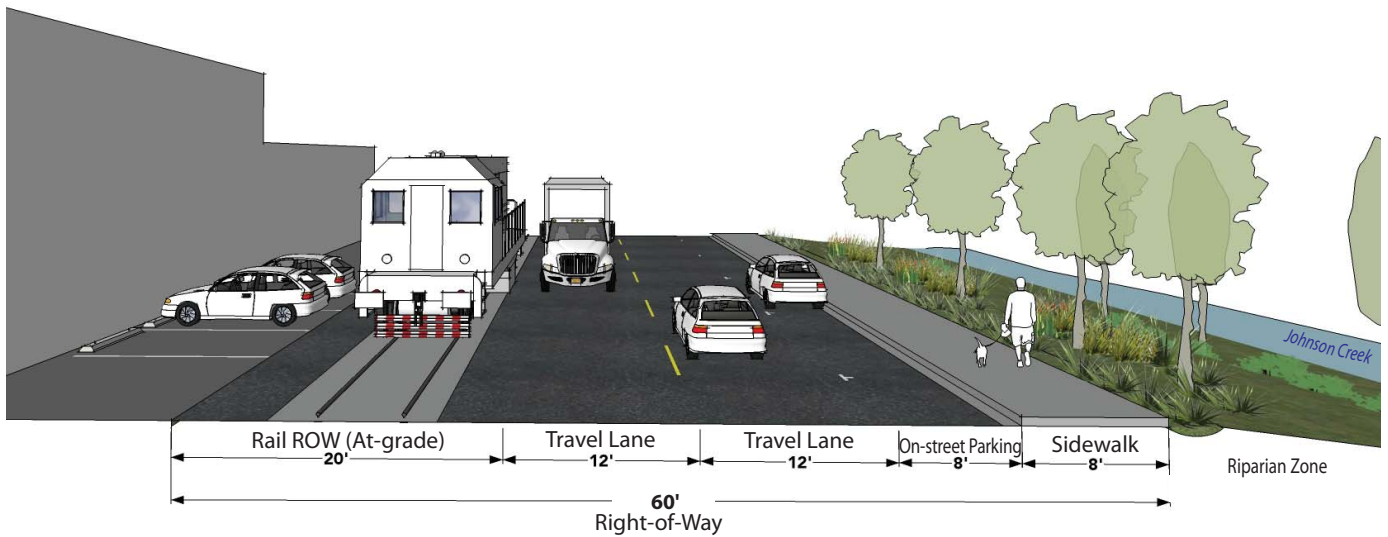 Johnson Creek
Rail ROW (At-grade)
20'
Travel Lane
12'
Travel Lane
12'
On-street Parking
8'
Sidewalk
8'
Riparian Zone
60'
Right-of-Way